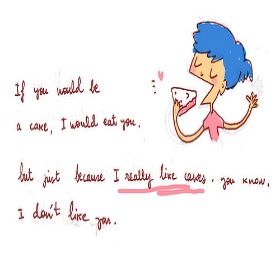 If you would be
a cake, I would eat you.
but just because I really like cakes. you know.
I don't like you.